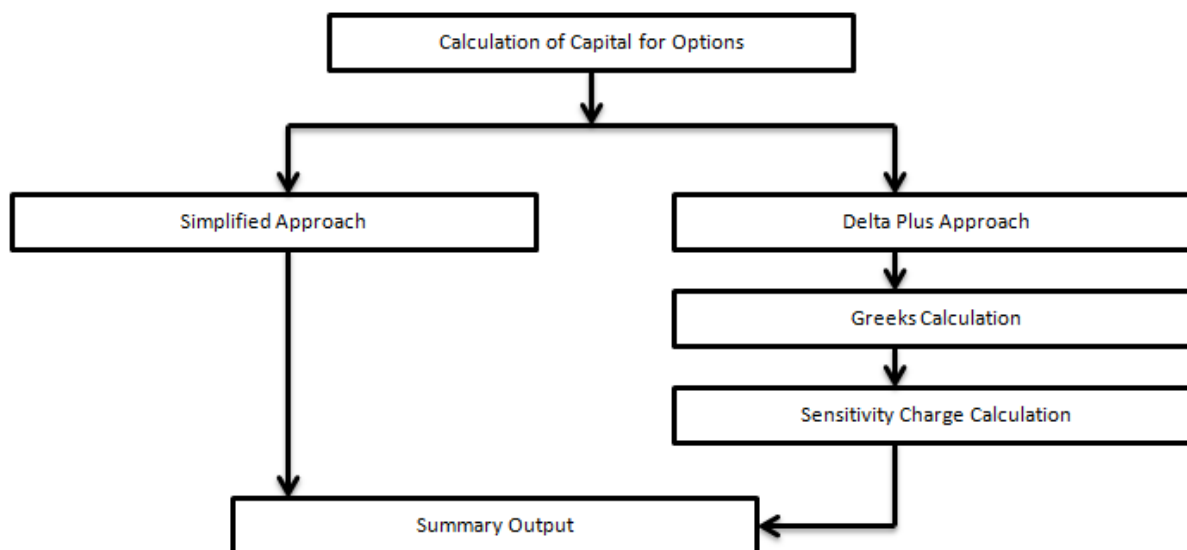 Calculation of Capital for Options
Simplified Approach
Delta Plus Approach
Greeks Calculation
Sensitivity Charge Calculation
Summary Output